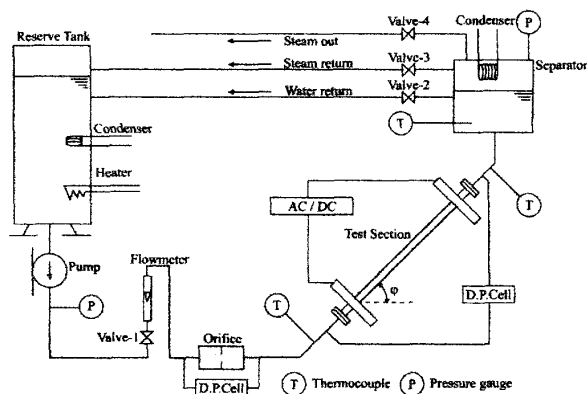 Valve-4
Condenser
P
Reserve Tank
Steam out
Valve-3
Separator
Steam return
Valve-2
Water return
T
Condenser
Heater
AC / DC
T
Test Section
Pump
Flowmeter
D.P.Cell
φ
P
T
Valve-1
Orifice
D.P.Cell
T Thermocouple P Pressure gauge